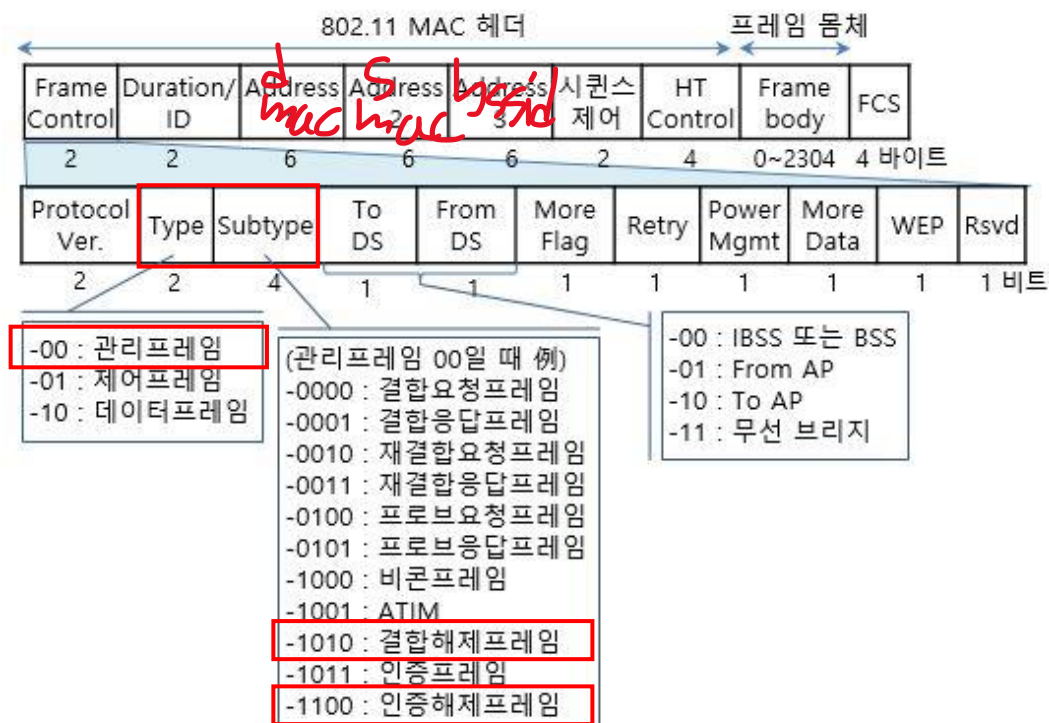 802.11 MAC 헤더 프레임 몸체
Frame Control Duration/ID Address Address 2 Address 3 시퀀스 제어 HT Control Frame body FCS
d mac s mac bssid
2 2 6 6 6 2 4 0~2304 4 바이트
Protocol Ver. Type Subtype To DS From DS More Flag Retry Power Mgmt More Data WEP Rsvd
2 2 4 1 1 1 1 1 1 1 1 비트
-00 : 관리프레임
-01 : 제어프레임
-10 : 데이터프레임
(관리프레임 00일 때 例)
-0000 : 결합요청프레임
-0001 : 결합응답프레임
-0010 : 재결합요청프레임
-0011 : 재결합응답프레임
-0100 : 프로브요청프레임
-0101 : 프로브응답프레임
-1000 : 비콘프레임
-1001 : ATIM
-1010 : 결합해제프레임
-1011 : 인증프레임
-1100 : 인증해제프레임
-00 : IBSS 또는 BSS
-01 : From AP
-10 : To AP
-11 : 무선 브리지